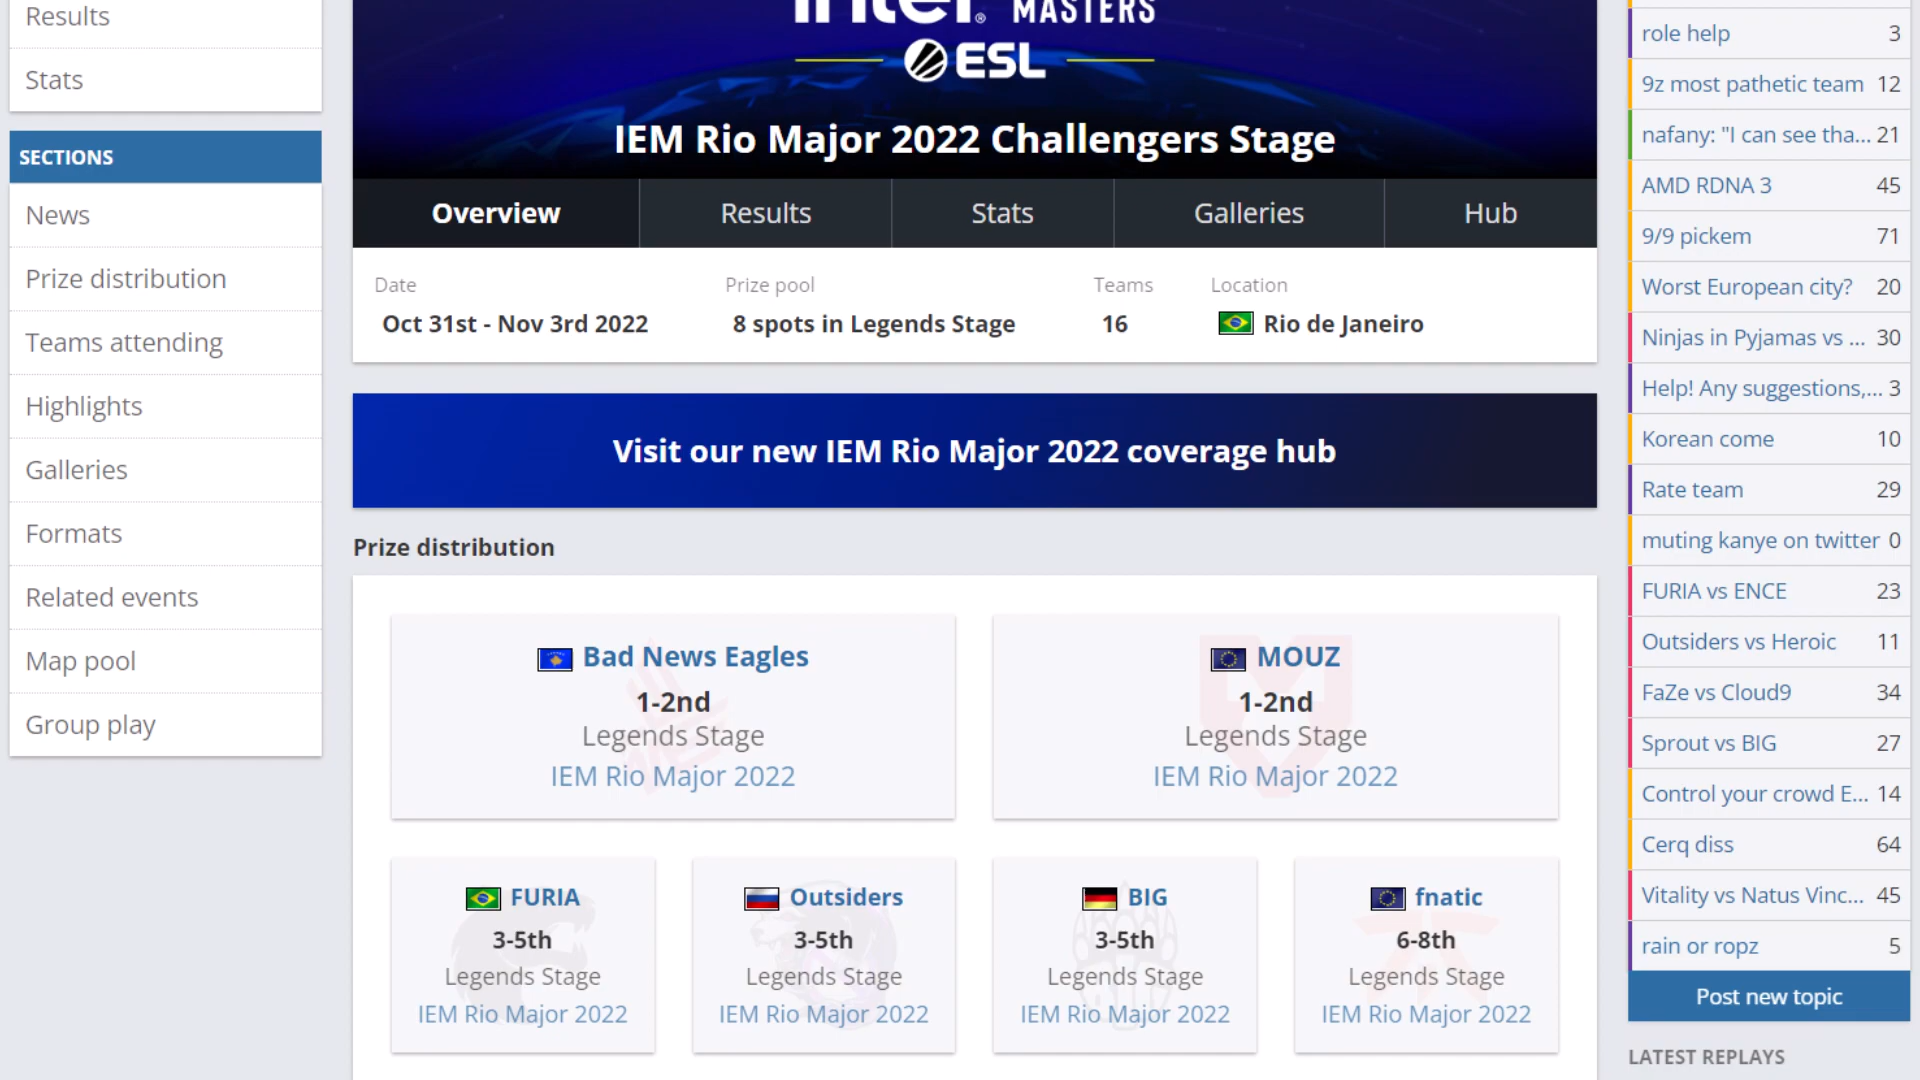 Results
Stats
SECTIONS
News
Prize distribution
Teams attending
Highlights
Galleries
Formats
Related events
Map pool
Group play
intel. MASTERS
ESL
IEM Rio Major 2022 Challengers Stage
Overview Results Stats Galleries Hub
Date Prize pool Teams Location
Oct 31st - Nov 3rd 2022 8 spots in Legends Stage 16 Rio de Janeiro
Visit our new IEM Rio Major 2022 coverage hub
Prize distribution
Bad News Eagles
1-2nd
Legends Stage
IEM Rio Major 2022
MOUZ
1-2nd
Legends Stage
IEM Rio Major 2022
FURIA
3-5th
Legends Stage
IEM Rio Major 2022
Outsiders
3-5th
Legends Stage
IEM Rio Major 2022
BIG
3-5th
Legends Stage
IEM Rio Major 2022
fnatic
6-8th
Legends Stage
IEM Rio Major 2022
role help 3
9z most pathetic team 12
nafany: "I can see tha... 21
AMD RDNA 3 45
9/9 pickem 71
Worst European city? 20
Ninjas in Pyjamas vs ... 30
Help! Any suggestions,... 3
Korean come 10
Rate team 29
muting kanye on twitter 0
FURIA vs ENCE 23
Outsiders vs Heroic 11
FaZe vs Cloud9 34
Sprout vs BIG 27
Control your crowd E... 14
Cerq diss 64
Vitality vs Natus Vinc... 45
rain or ropz 5
Post new topic
LATEST REPLAYS